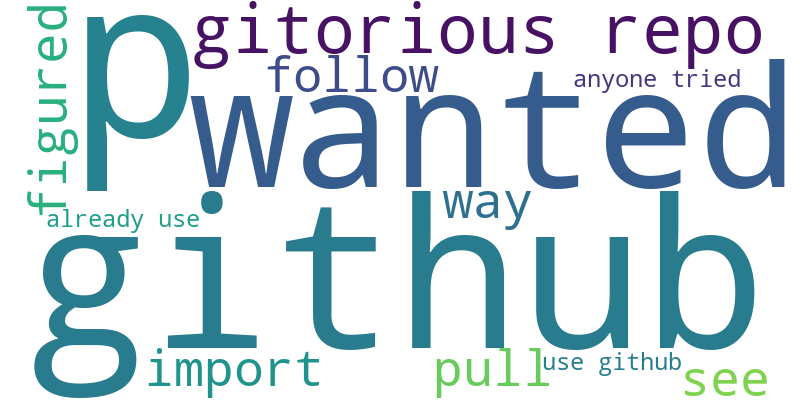 p
gitorious repo
figured
follow
anyone tried
wanted
way
already use
github
import
pull
use github
see